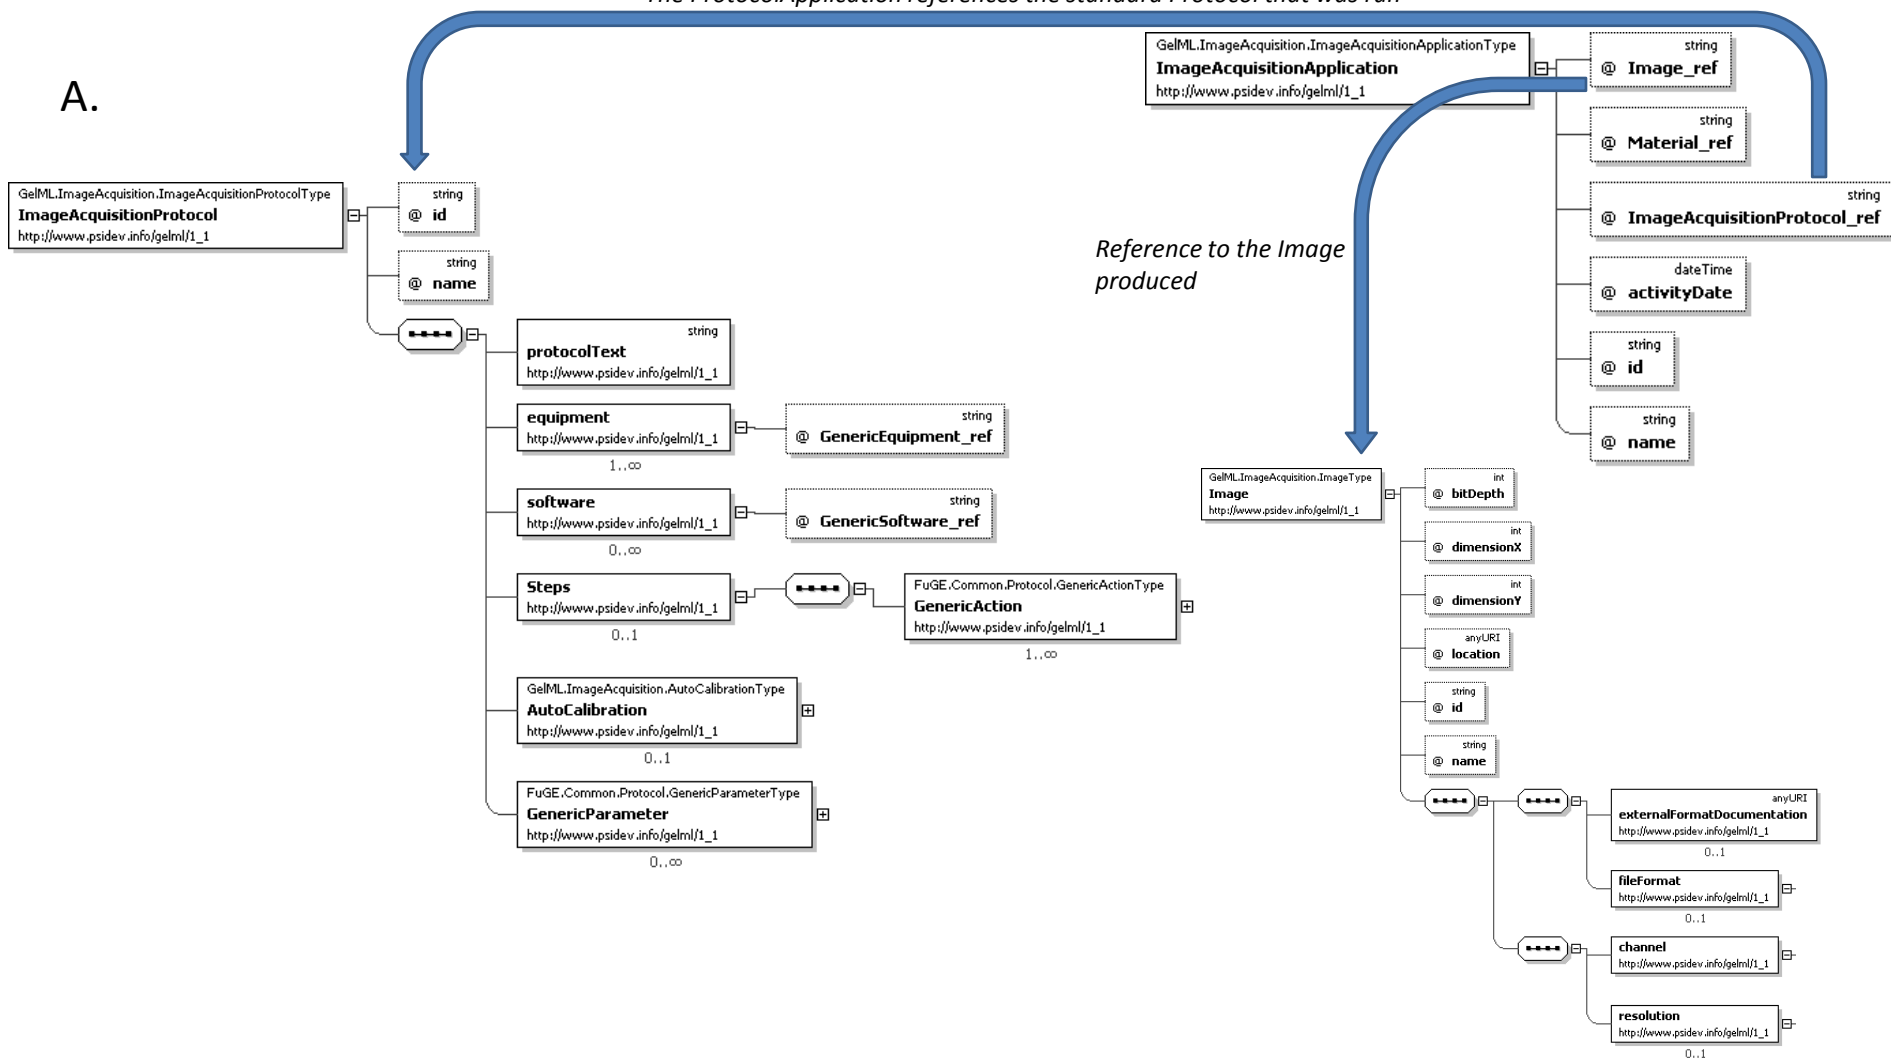 The ProtocolApplication references the standard Protocol that was run
A.
GelML.ImageAcquisition.ImageAcquisitionProtocolType
ImageAcquisitionProtocol
http://www.psidev.info/gelml/1_1
string
@ id
string
@ name
string
protocolText
http://www.psidev.info/gelml/1_1
equipment
http://www.psidev.info/gelml/1_1
1..∞
string
@ GenericEquipment_ref
software
http://www.psidev.info/gelml/1_1
0..∞
string
@ GenericSoftware_ref
Steps
http://www.psidev.info/gelml/1_1
0..1
FuGE.Common.Protocol.GenericActionType
GenericAction
http://www.psidev.info/gelml/1_1
1..∞
GelML.ImageAcquisition.AutoCalibrationType
AutoCalibration
http://www.psidev.info/gelml/1_1
0..1
FuGE.Common.Protocol.GenericParameterType
GenericParameter
http://www.psidev.info/gelml/1_1
0..∞
GelML.ImageAcquisition.ImageAcquisitionApplicationType
ImageAcquisitionApplication
http://www.psidev.info/gelml/1_1
string
@ Image_ref
string
@ Material_ref
string
@ ImageAcquisitionProtocol_ref
dateTime
@ activityDate
string
@ id
string
@ name
Reference to the Image
produced
GelML.ImageAcquisition.ImageType
Image
http://www.psidev.info/gelml/1_1
int
@ bitDepth
int
@ dimensionX
int
@ dimensionY
anyURI
@ location
string
@ id
string
@ name
anyURI
externalFormatDocumentation
http://www.psidev.info/gelml/1_1
0..1
fileFormat
http://www.psidev.info/gelml/1_1
0..1
channel
http://www.psidev.info/gelml/1_1
resolution
http://www.psidev.info/gelml/1_1
0..1